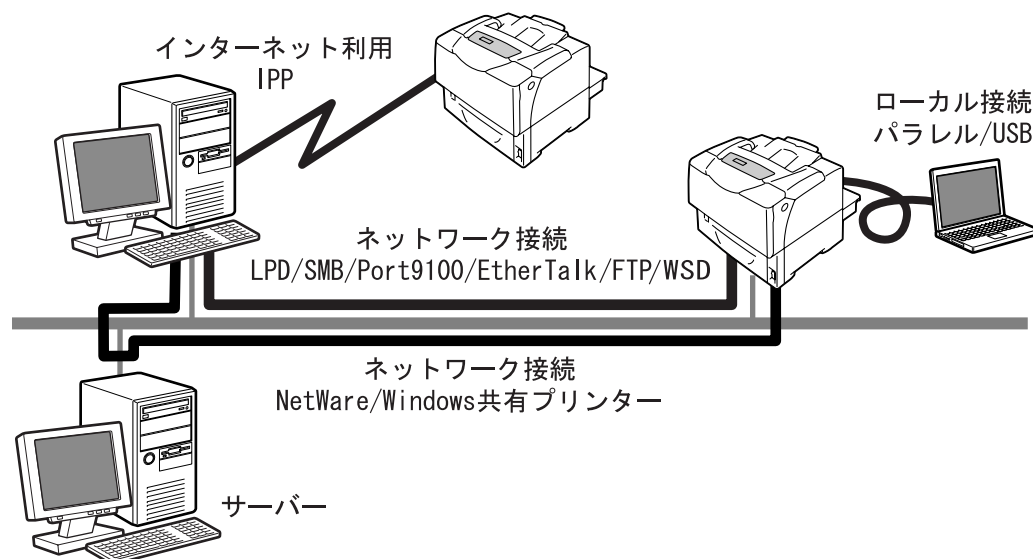 インターネット利用
IPP
ローカル接続
パラレル/USB
ネットワーク接続
LPD/SMB/Port9100/EtherTalk/FTP/WSD
ネットワーク接続
NetWare/Windows共有プリンター
サーバー